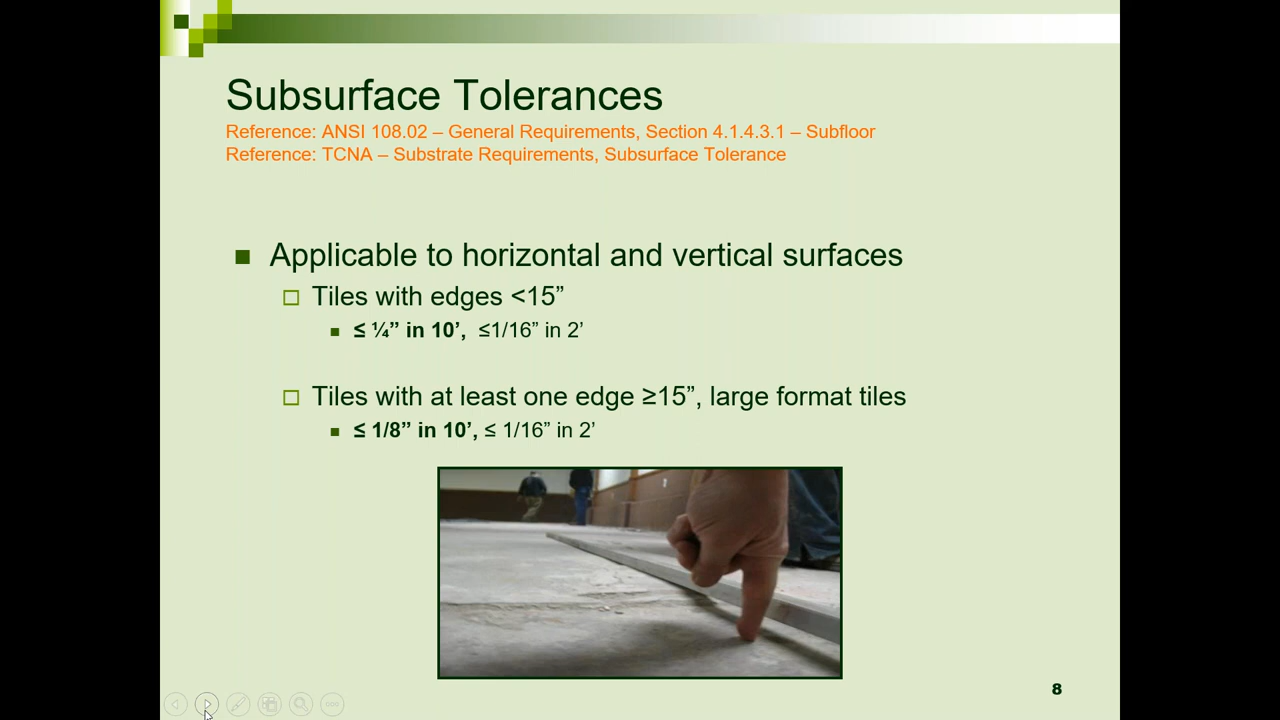 Subsurface Tolerances
Reference: ANSI 108.02 – General Requirements, Section 4.1.4.3.1 – Subfloor
Reference: TCNA – Substrate Requirements, Subsurface Tolerance
Applicable to horizontal and vertical surfaces
Tiles with edges <15”
≤ ¼” in 10’, ≤1/16” in 2’
Tiles with at least one edge ≥15”, large format tiles
≤ 1/8” in 10’, ≤ 1/16” in 2’
8